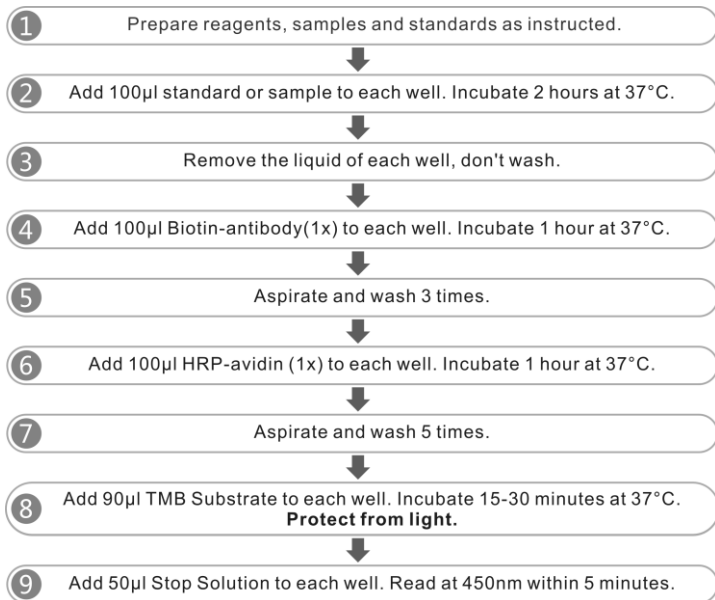 1 Prepare reagents, samples and standards as instructed.
2 Add 100μl standard or sample to each well. Incubate 2 hours at 37°C.
3 Remove the liquid of each well, don't wash.
4 Add 100μl Biotin-antibody(1x) to each well. Incubate 1 hour at 37°C.
5 Aspirate and wash 3 times.
6 Add 100μl HRP-avidin (1x) to each well. Incubate 1 hour at 37°C.
7 Aspirate and wash 5 times.
8 Add 90μl TMB Substrate to each well. Incubate 15-30 minutes at 37°C.
Protect from light.
9 Add 50μl Stop Solution to each well. Read at 450nm within 5 minutes.